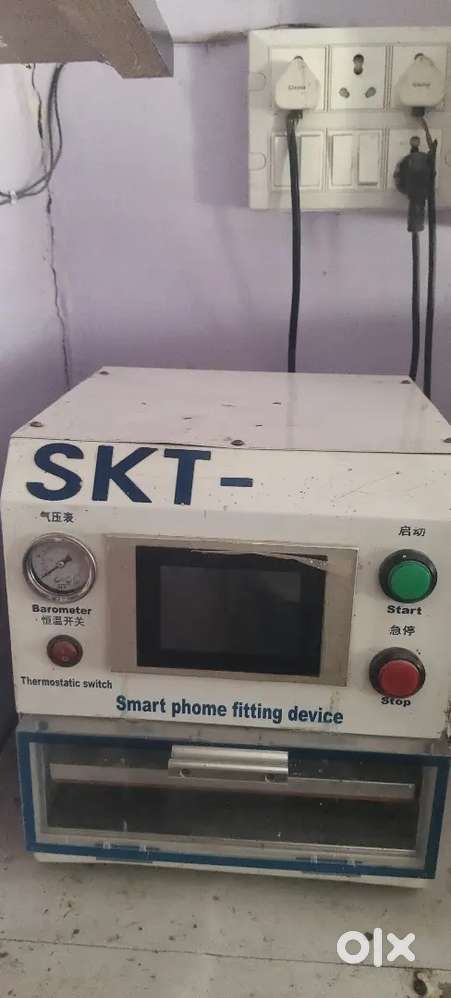 SKT-
气压表
启动
Barometer
Start
恒温开关
急停
Thermostatic switch
Stop
Smart phome fitting device
olx